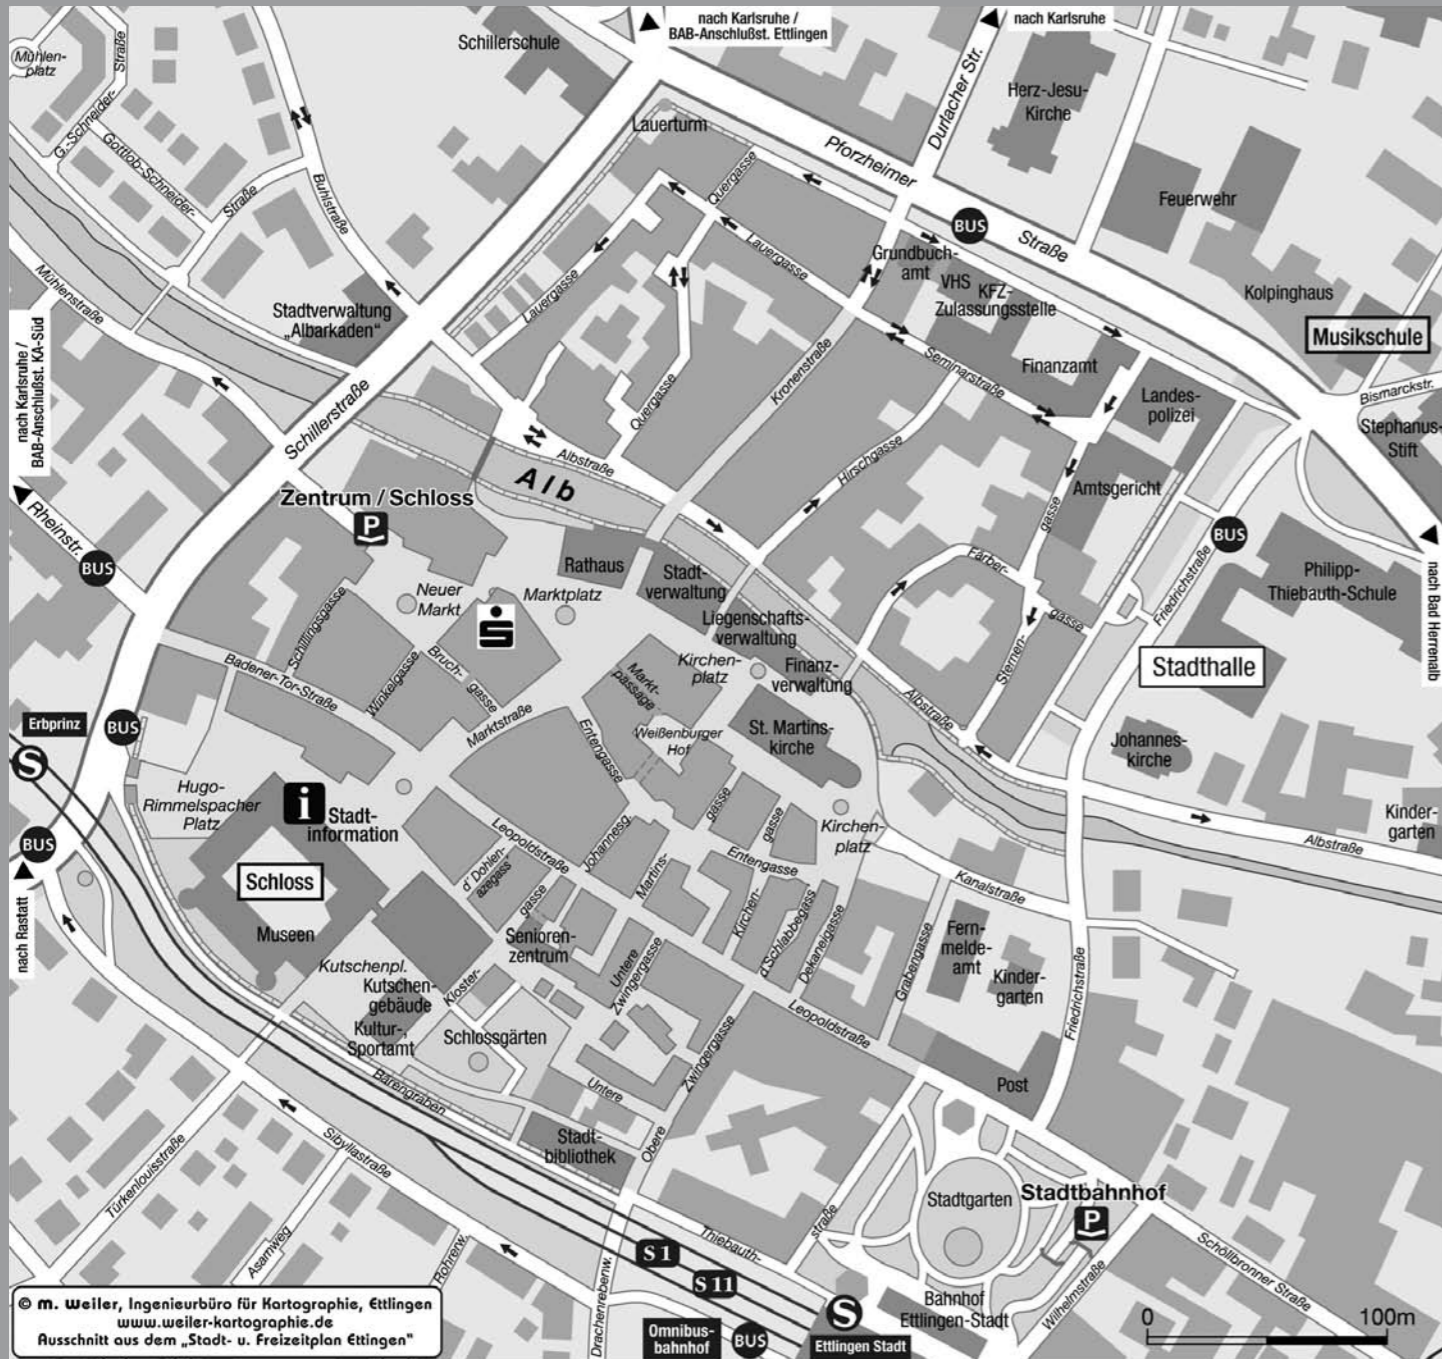 nach Karlsruhe /
BAB-Anschlußst. Ettlingen
nach Karlsruhe
Mühlen-
platz
G.-Schneider-
Straße
Gottlob-Schneider-
Straße
Buhlstraße
Schillerschule
Lauerturm
Pforzheimer
Straße
Durlacher Str.
Herz-Jesu-
Kirche
Feuerwehr
BUS
Kolpinghaus
Musikschule
Bismarckstr.
Stephanus-
Stift
Quergasse
Lauergasse
Lauergasse
Quergasse
Grundbuch-
amt
VHS
KFZ-
Zulassungsstelle
Finanzamt
Landes-
polizei
Amtsgericht
Seminarstraße
Kronenstraße
Hirschgasse
Mühlenstraße
Stadtverwaltung
„Albarkaden“
nach Karlsruhe /
BAB-Anschlußst. KA-Süd
Schillerstraße
Rheinstr.
BUS
Albstraße
Alb
Zentrum / Schloss
P
Rathaus
Stadt-
verwaltung
Liegenschafts-
verwaltung
Finanz-
verwaltung
Neuer
Markt
Marktplatz
Kirchen-
platz
Färber-
gasse
Sternen-
gasse
BUS
Friedrichstraße
Philipp-
Thiebauth-Schule
nach Bad Herrenalb
Stadthalle
Schillingsgasse
Badener-Tor-Straße
Winkelgasse
Bruch-
gasse
Marktstraße
Markt-
passage
Entengasse
Weißenburger
Hof
St. Martins-
kirche
Albstraße
Johannes-
kirche
Kinder-
garten
Albstraße
Erbprinz
S
BUS
Hugo-
Rimmelspacher
Platz
i
Stadt-
information
Schloss
Museen
BUS
nach Rastatt
Leopoldstraße
d´Dohlen-
azegass´
Johannesg.
Martins-
gasse
Kirchen-
gasse
Entengasse
Kirchen-
platz
Kanalstraße
Senioren-
zentrum
Kloster-
gasse
Untere
Zwingergasse
d´Schlabbegass
Dekaneigasse
Grabengasse
Fern-
melde-
amt
Kinder-
garten
Kutschenpl.
Kutschen-
gebäude
Kultur-,
Sportamt
Schlossgärten
Leopoldstraße
Friedrichstraße
Post
Bärengraben
Untere
Obere
Zwingergasse
Stadt-
bibliothek
Türkenlouisstraße
Sibyllastraße
Asamweg
Rohrerw.
Drachenrebenw.
S 1
S 11
Thiebauth-
straße
Stadtgarten
Stadtbahnhof
P
Wilhelmstraße
Schöllbronner Straße
Bahnhof
Ettlingen-Stadt
S
Ettlingen Stadt
Omnibus-
bahnhof
BUS
0 100m
© M. Weiler, Ingenieurbüro für Kartographie, Ettlingen
www.weiler-kartographie.de
Ausschnitt aus dem „Stadt- u. Freizeitplan Ettingen“